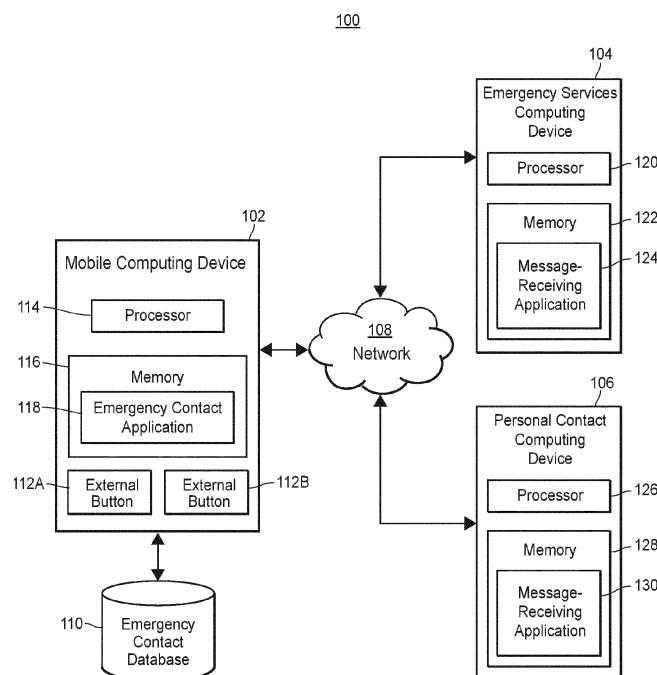 100
104
Emergency Services
Computing
Device
Processor
120
Memory
122
Message-
Receiving
Application
124
102
Mobile Computing Device
114
Processor
116
Memory
118
Emergency Contact
Application
112A
External
Button
External
Button
112B
108
Network
106
Personal Contact
Computing
Device
Processor
126
Memory
128
Message-
Receiving
Application
130
110
Emergency
Contact
Database